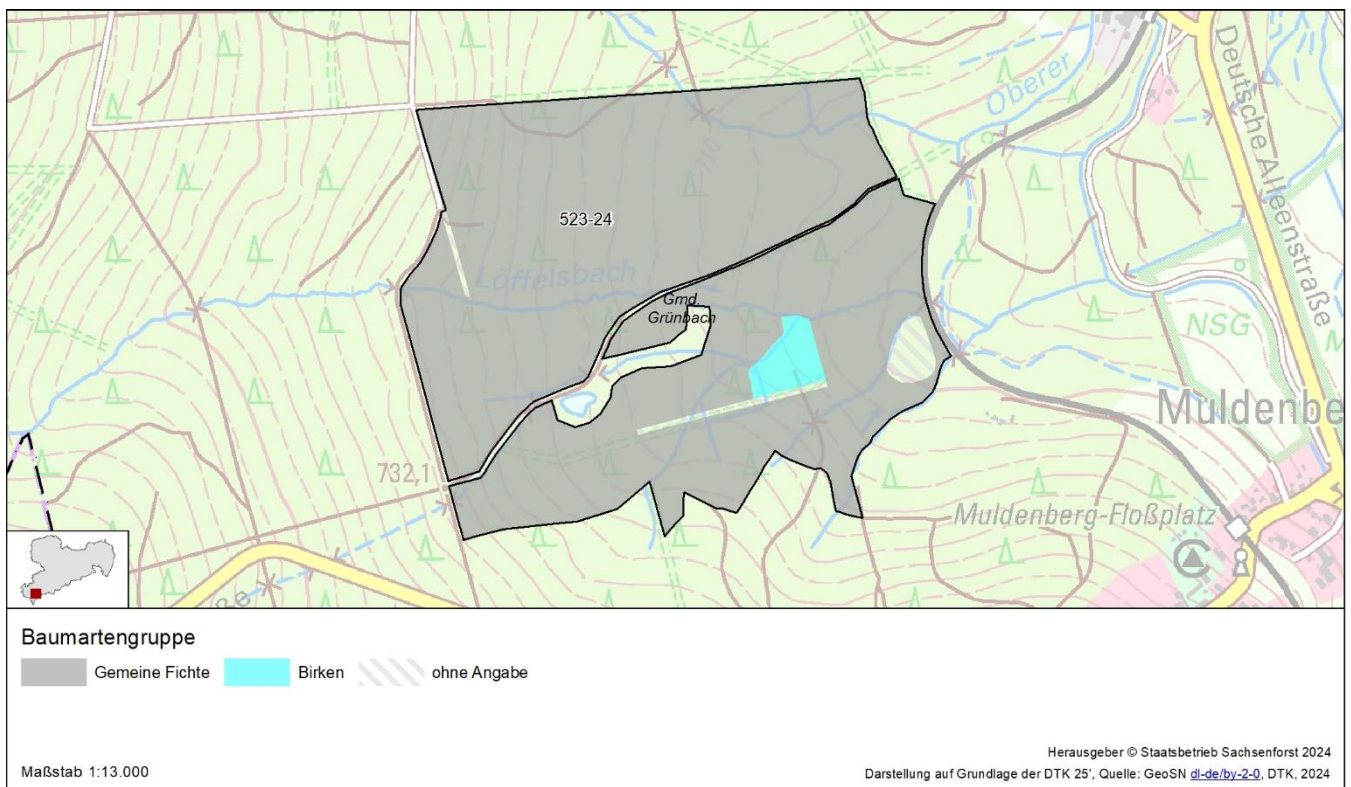 Oberer
Deutsche Alleenstraße
710
523-24
Löffelsbach
Gmd.
Grünbach
NSG
M
Muldenbe
732,1
Muldenberg-Floßplatz
ße
Baumartengruppe
Gemeine Fichte Birken ohne Angabe
Herausgeber © Staatsbetrieb Sachsenforst 2024
Maßstab 1:13.000
Darstellung auf Grundlage der DTK 25', Quelle: GeoSN dl-de/by-2-0, DTK, 2024